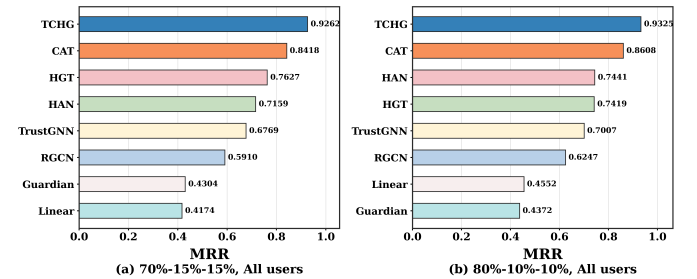 TCHG 0.9262
CAT 0.8418
HGT 0.7627
HAN 0.7159
TrustGNN 0.6769
RGCN 0.5910
Guardian 0.4304
Linear 0.4174
0.0 0.2 0.4 0.6 0.8 1.0
MRR
(a) 70%-15%-15%, All users
TCHG 0.9325
CAT 0.8608
HAN 0.7441
HGT 0.7419
TrustGNN 0.7007
RGCN 0.6247
Linear 0.4552
Guardian 0.4372
0.0 0.2 0.4 0.6 0.8 1.0
MRR
(b) 80%-10%-10%, All users